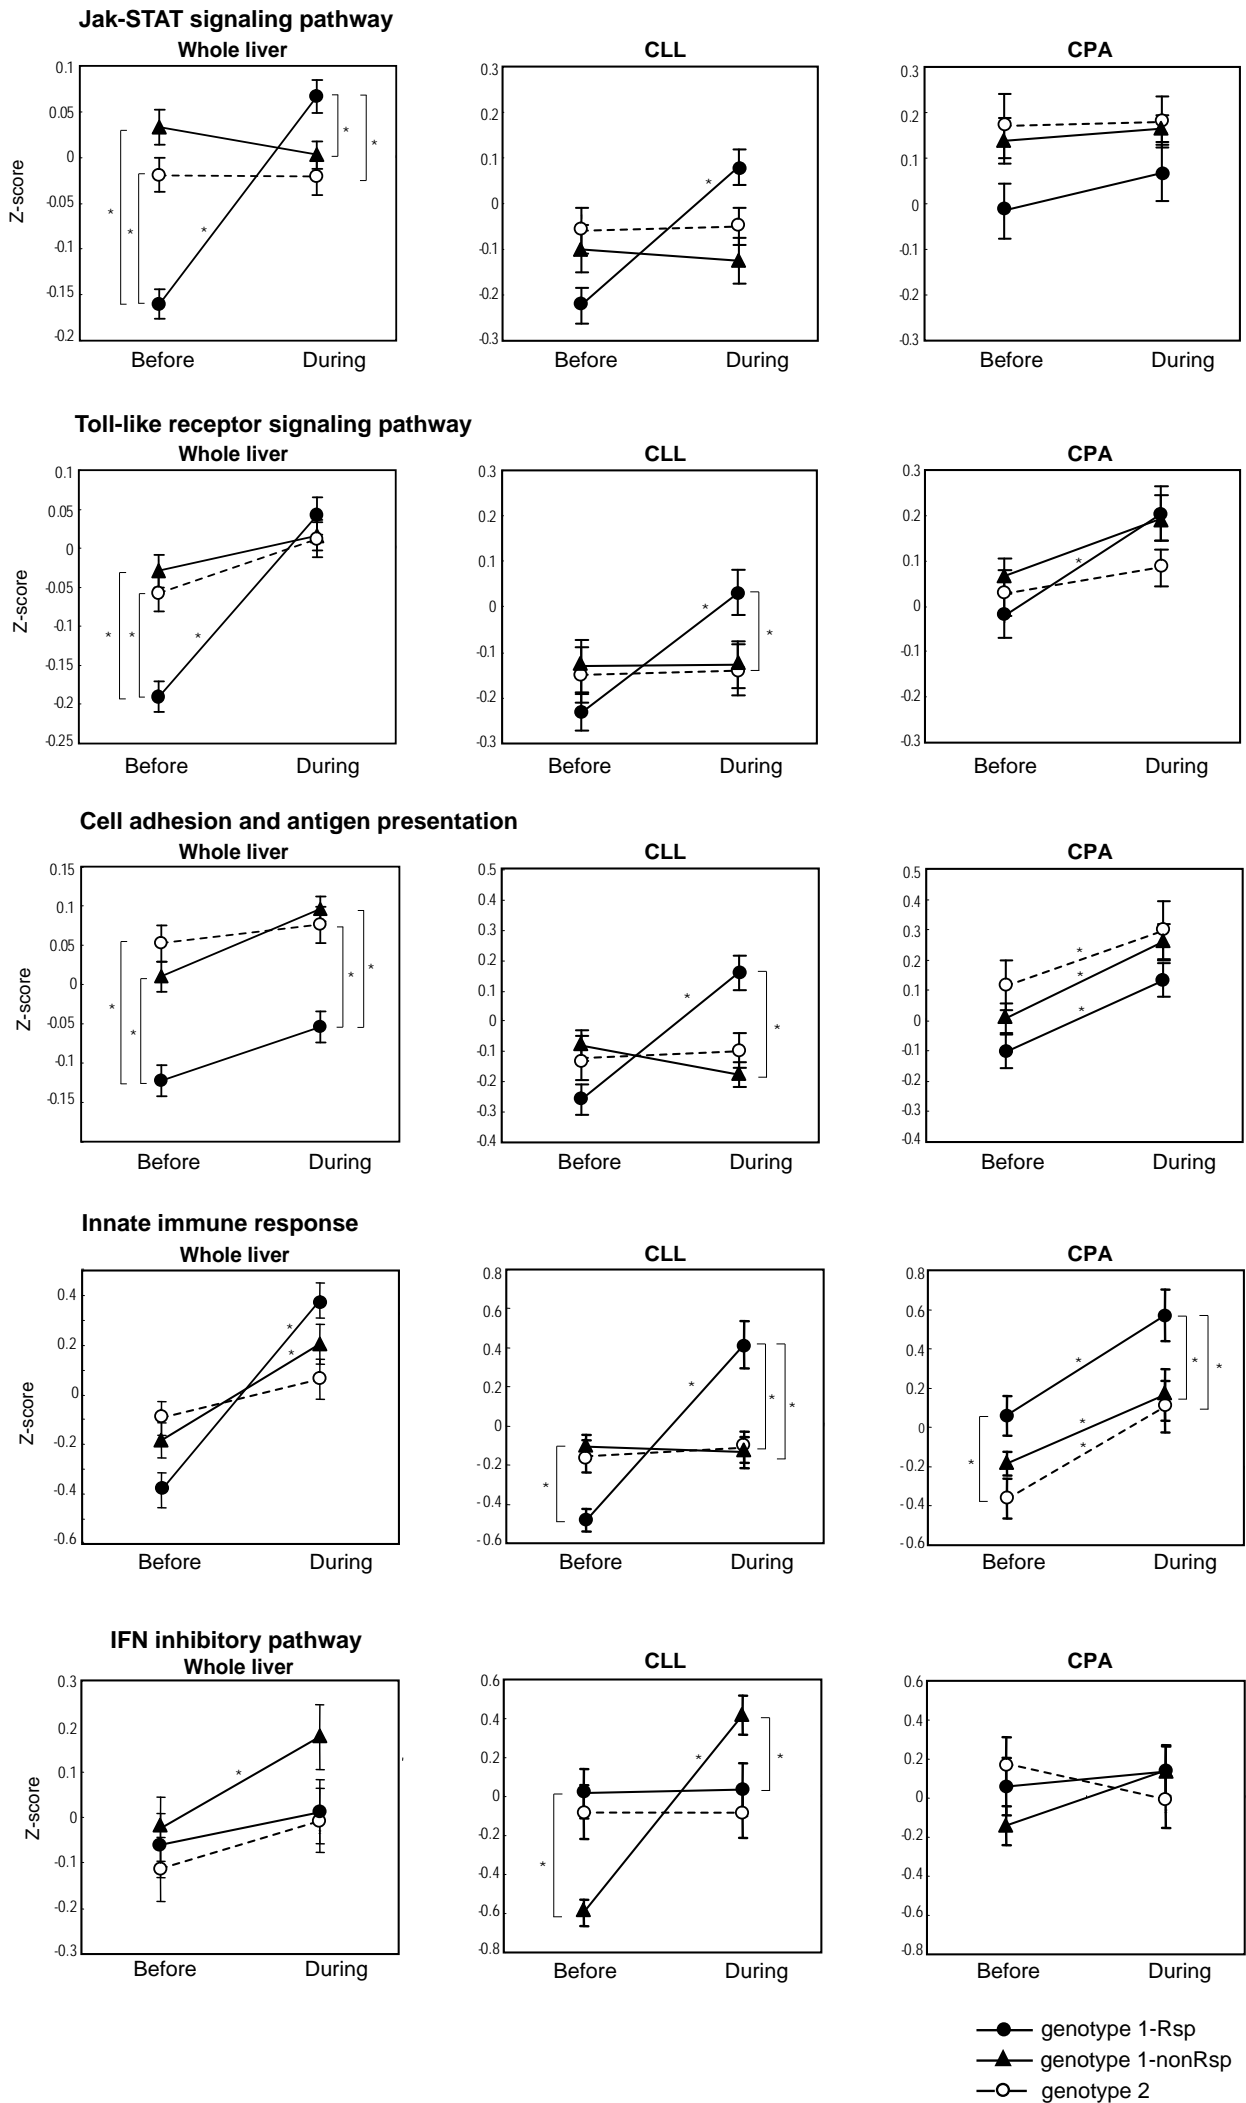 Jak-STAT signaling pathway
Whole liver
CLL
CPA
Z-score
0.1
0.05
0
-0.05
-0.1
-0.15
-0.2
0.3
0.2
0.1
0
-0.1
-0.2
-0.3
0.3
0.2
0.1
0
-0.1
-0.2
-0.3
* * * * *
*
Before During
Before During
Before During
Toll-like receptor signaling pathway
Whole liver
CLL
CPA
Z-score
0.1
0.05
0
-0.05
-0.1
-0.15
-0.2
-0.25
0.3
0.2
0.1
0
-0.1
-0.2
-0.3
0.3
0.2
0.1
0
-0.1
-0.2
-0.3
* * *
* *
*
Before During
Before During
Before During
Cell adhesion and antigen presentation
Whole liver
CLL
CPA
Z-score
0.15
0.1
0.05
0
-0.05
-0.1
-0.15
0.5
0.4
0.3
0.2
0.1
0
-0.1
-0.2
-0.3
-0.4
0.5
0.4
0.3
0.2
0.1
0
-0.1
-0.2
-0.3
-0.4
* * * *
* *
* * *
Before During
Before During
Before During
Innate immune response
Whole liver
CLL
CPA
Z-score
0.4
0.2
0
-0.2
-0.4
-0.6
0.8
0.6
0.4
0.2
0
-0.2
-0.4
-0.6
0.8
0.6
0.4
0.2
0
-0.2
-0.4
-0.6
* *
* * * *
* * * * * *
Before During
Before During
Before During
IFN inhibitory pathway
Whole liver
CLL
CPA
Z-score
0.3
0.2
0.1
0
-0.1
-0.2
-0.3
0.6
0.4
0.2
0
-0.2
-0.4
-0.6
-0.8
0.6
0.4
0.2
0
-0.2
-0.4
-0.6
-0.8
*
* * *
Before During
Before During
Before During
genotype 1-Rsp
genotype 1-nonRsp
genotype 2